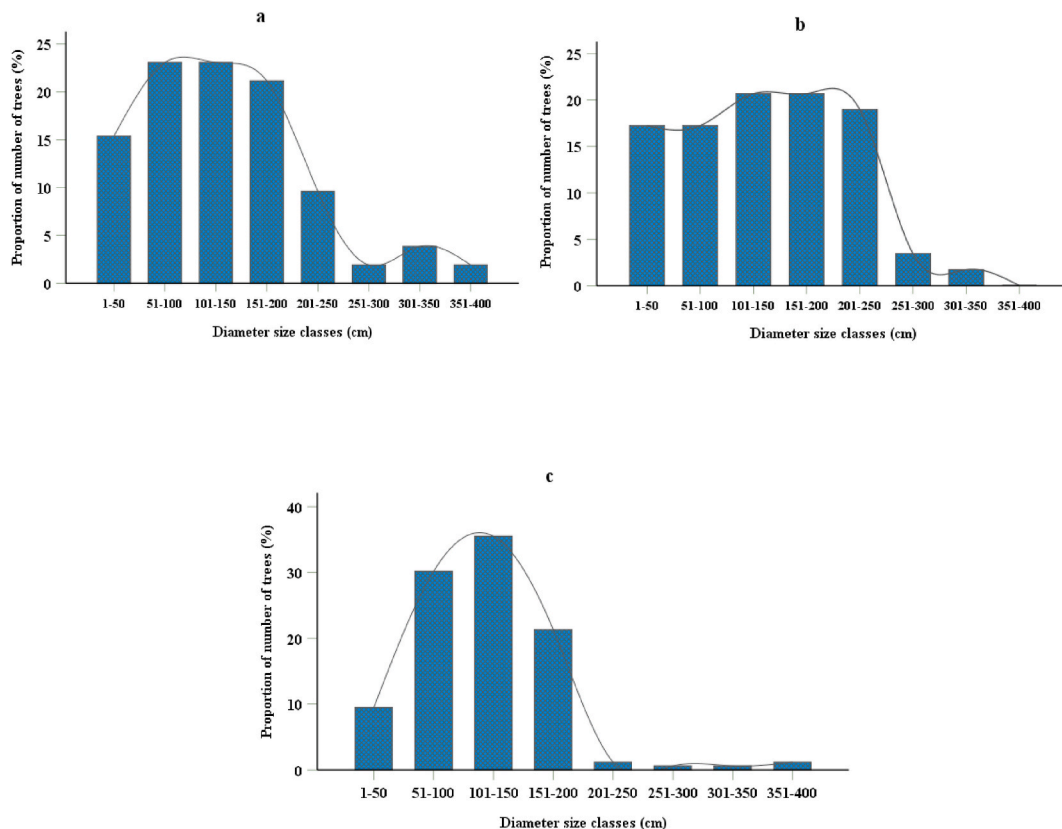 a
Proportion of number of trees (%)
25
20
15
10
5
0
1-50 51-100 101-150 151-200 201-250 251-300 301-350 351-400
Diameter size classes (cm)
b
Proportion of number of trees (%)
25
20
15
10
5
0
1-50 51-100 101-150 151-200 201-250 251-300 301-350 351-400
Diameter size classes (cm)
c
Proportion of number of trees (%)
40
30
20
10
0
1-50 51-100 101-150 151-200 201-250 251-300 301-350 351-400
Diameter size classes (cm)